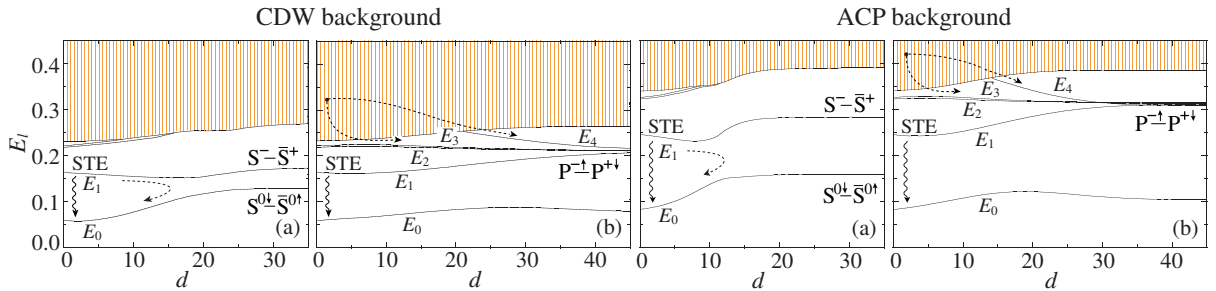 CDW background
ACP background
E_l
0.4
0.3
0.2
0.1
0.0
STE
E₁
E₀
S⁻–S̄⁺
S⁰↓–S̄⁰↑
(a)
0 10 20 30
d
STE
E₃
E₄
E₂
E₁
P⁻↑–P⁺↓
E₀
(b)
0 10 20 30 40
d
STE
E₁
E₀
S⁻–S̄⁺
S⁰↓–S̄⁰↑
(a)
0 10 20 30
d
E₃
E₄
E₂
STE
E₁
P⁻↑–P⁺↓
E₀
(b)
0 10 20 30 40
d